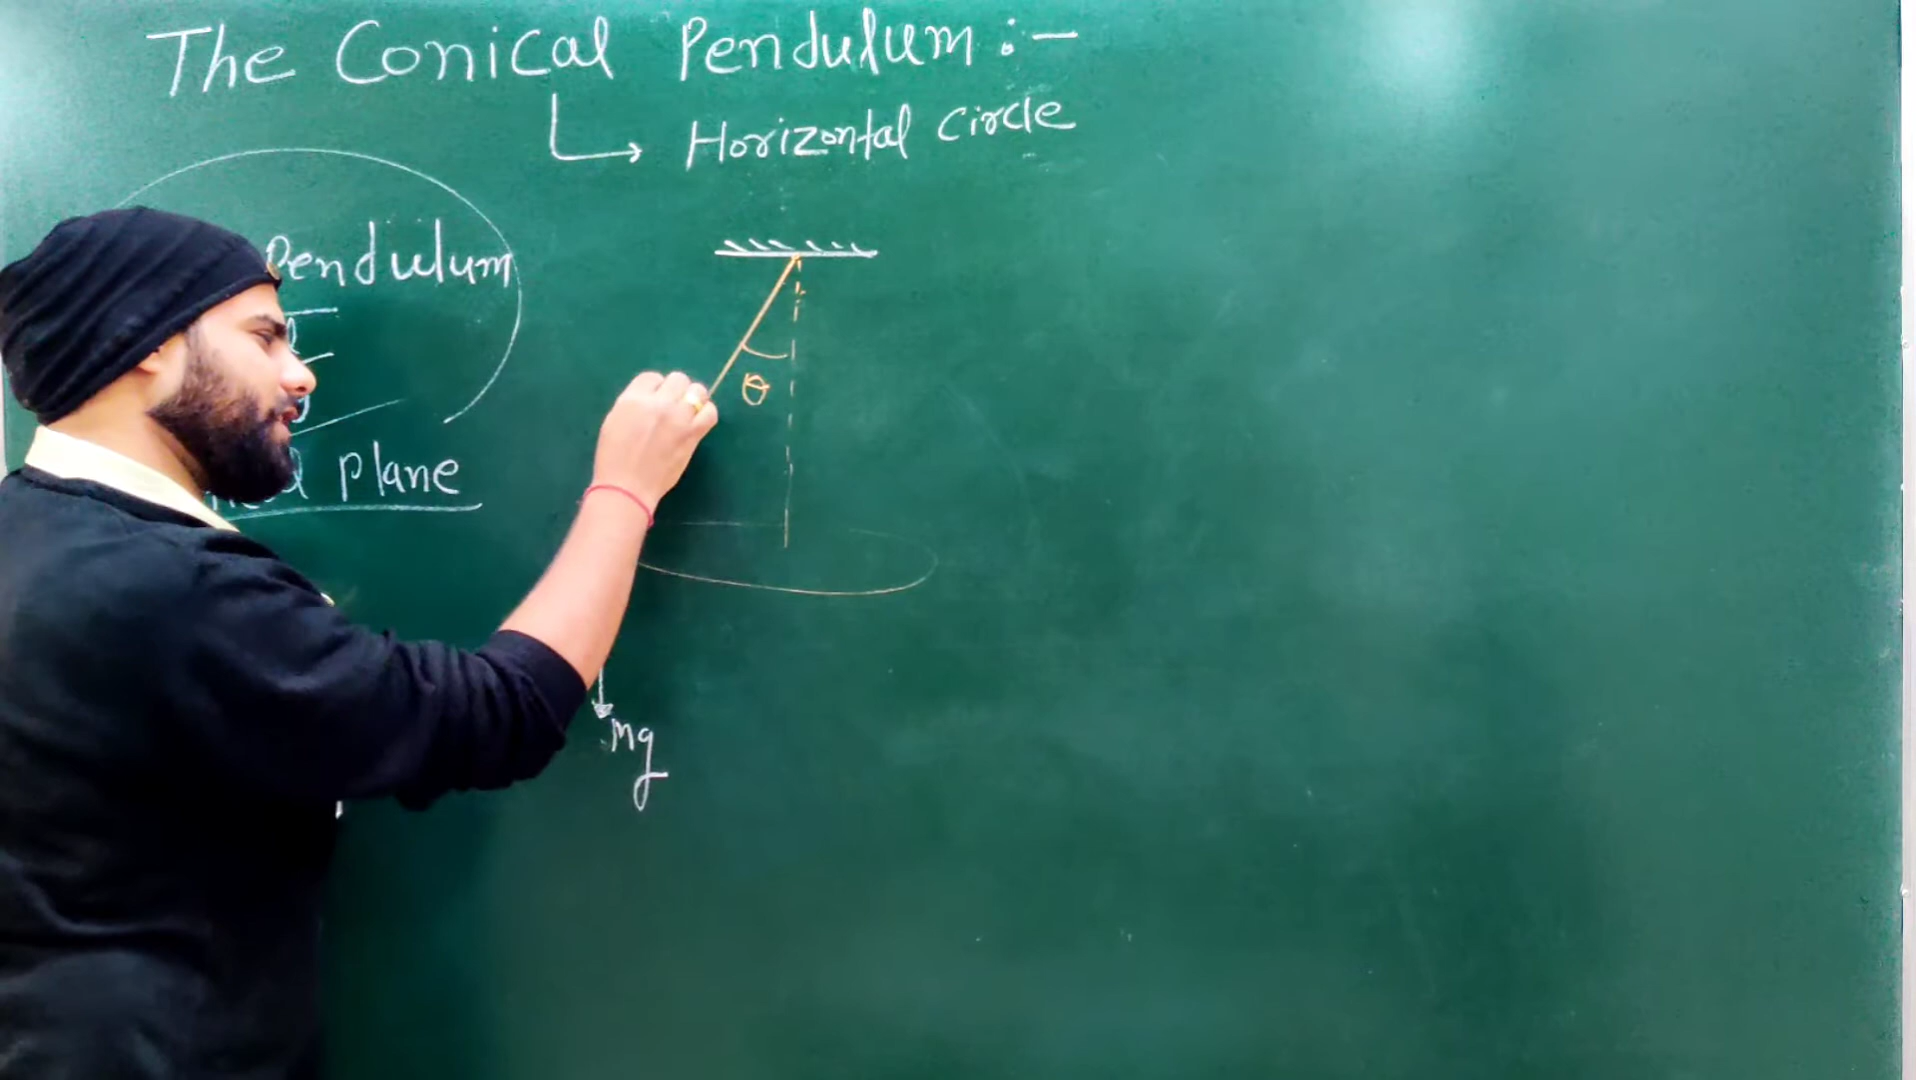 The Conical Pendulum :-
Horizontal Circle
Pendulum
θ
Plane
mg